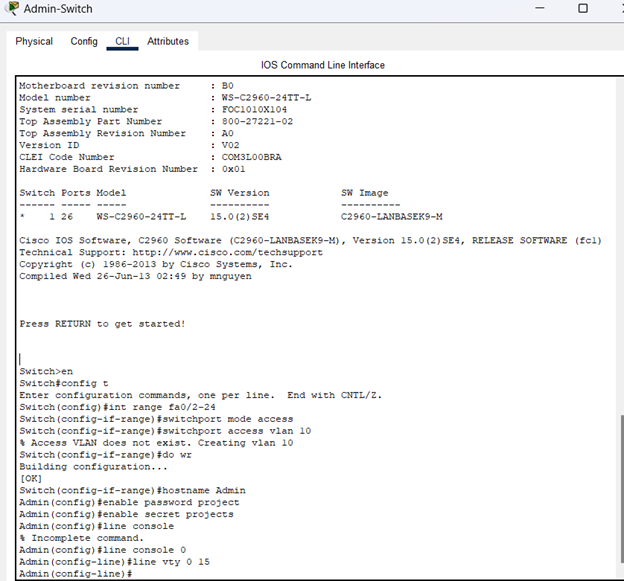 Admin-Switch
Physical Config CLI Attributes
IOS Command Line Interface
Motherboard revision number : B0
Model number : WS-C2960-24TT-L
System serial number : FOC1010X104
Top Assembly Part Number : 800-27221-02
Top Assembly Revision Number : A0
Version ID : V02
CLEI Code Number : COM3L00BRA
Hardware Board Revision Number : 0x01
Switch Ports Model SW Version SW Image
------ ----- ----- ---------- ----------
* 1 26 WS-C2960-24TT-L 15.0(2)SE4 C2960-LANBASEK9-M
Cisco IOS Software, C2960 Software (C2960-LANBASEK9-M), Version 15.0(2)SE4, RELEASE SOFTWARE (fc1)
Technical Support: http://www.cisco.com/techsupport
Copyright (c) 1986-2013 by Cisco Systems, Inc.
Compiled Wed 26-Jun-13 02:49 by mnguyen
Press RETURN to get started!
Switch>en
Switch#config t
Enter configuration commands, one per line. End with CNTL/Z.
Switch(config)#int range fa0/2-24
Switch(config-if-range)#switchport mode access
Switch(config-if-range)#switchport access vlan 10
% Access VLAN does not exist. Creating vlan 10
Switch(config-if-range)#do wr
Building configuration...
[OK]
Switch(config-if-range)#hostname Admin
Admin(config)#enable password project
Admin(config)#enable secret projects
Admin(config)#line console
% Incomplete command.
Admin(config)#line console 0
Admin(config-line)#line vty 0 15
Admin(config-line)#